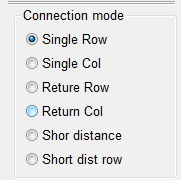 Connection mode
Single Row
Single Col
Reture Row
Return Col
Shor distance
Short dist row